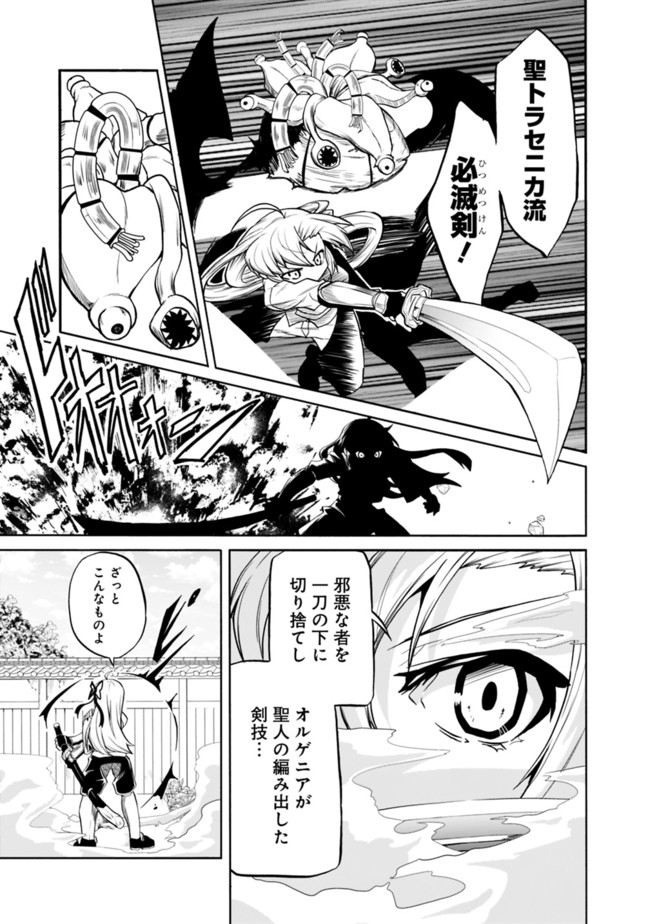 聖トラセニカ流
必滅剣！
ひつめつけん
ドオオオォーン
邪悪な者を
一刀の下に
切り捨てし
オルゲニアが
聖人の編み出した
剣技…
ざっと
こんなものよ